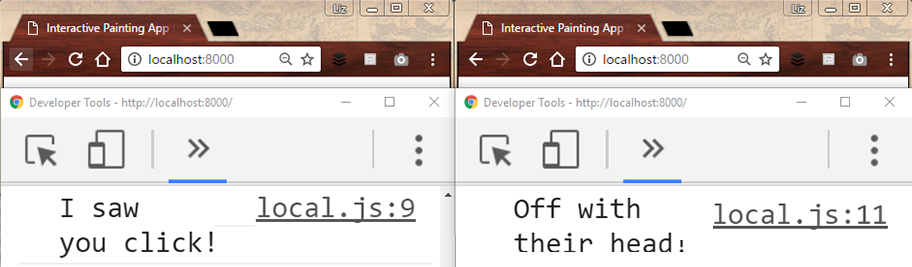 Liz
Interactive Painting App
localhost:8000
Developer Tools - http://localhost:8000/
I saw
you click!
local.js:9
Liz
Interactive Painting App
localhost:8000
Developer Tools - http://localhost:8000/
Off with
their head!
local.js:11